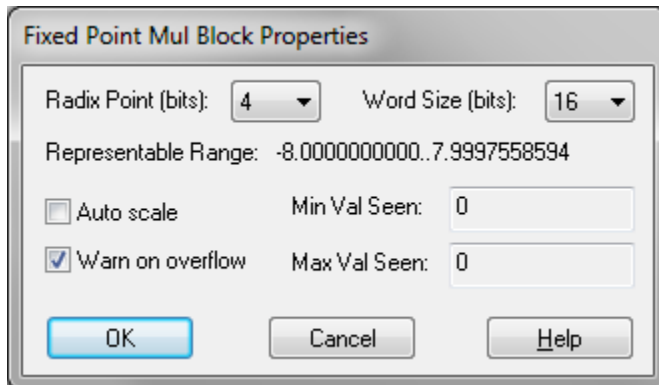 Fixed Point Mul Block Properties
Radix Point (bits): 4 Word Size (bits): 16
Representable Range: -8.0000000000..7.9997558594
Auto scale Min Val Seen: 0
Warn on overflow Max Val Seen: 0
OK Cancel Help